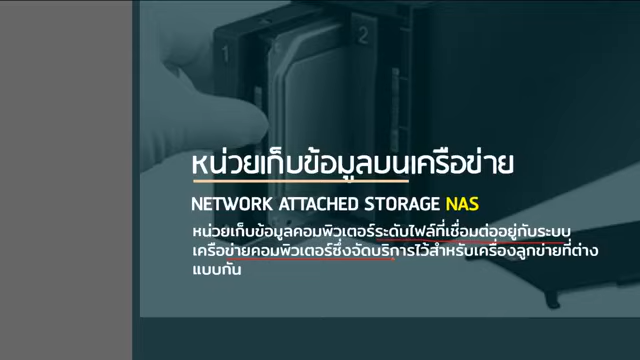 1
2
หน่วยเก็บข้อมูลบนเครือข่าย
NETWORK ATTACHED STORAGE NAS
หน่วยเก็บข้อมูลคอมพิวเตอร์ระดับไฟล์ที่เชื่อมต่ออยู่กับระบบ
เครือข่ายคอมพิวเตอร์ซึ่งจัดบริการไว้สำหรับเครื่องลูกข่ายที่ต่าง
แบบกัน